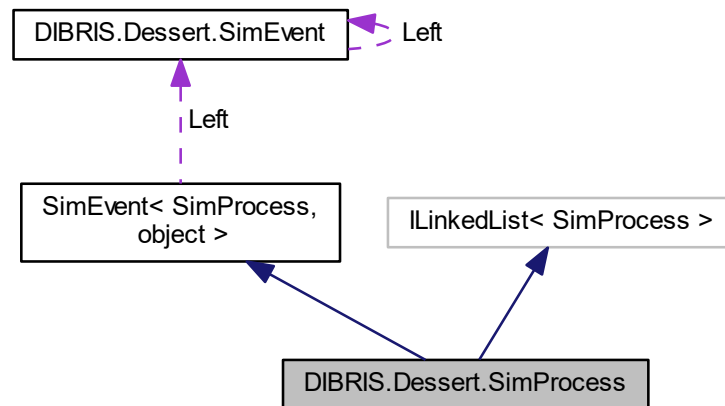 DIBRIS.Dessert.SimEvent
Left
Left
SimEvent< SimProcess,
object >
ILinkedList< SimProcess >
DIBRIS.Dessert.SimProcess